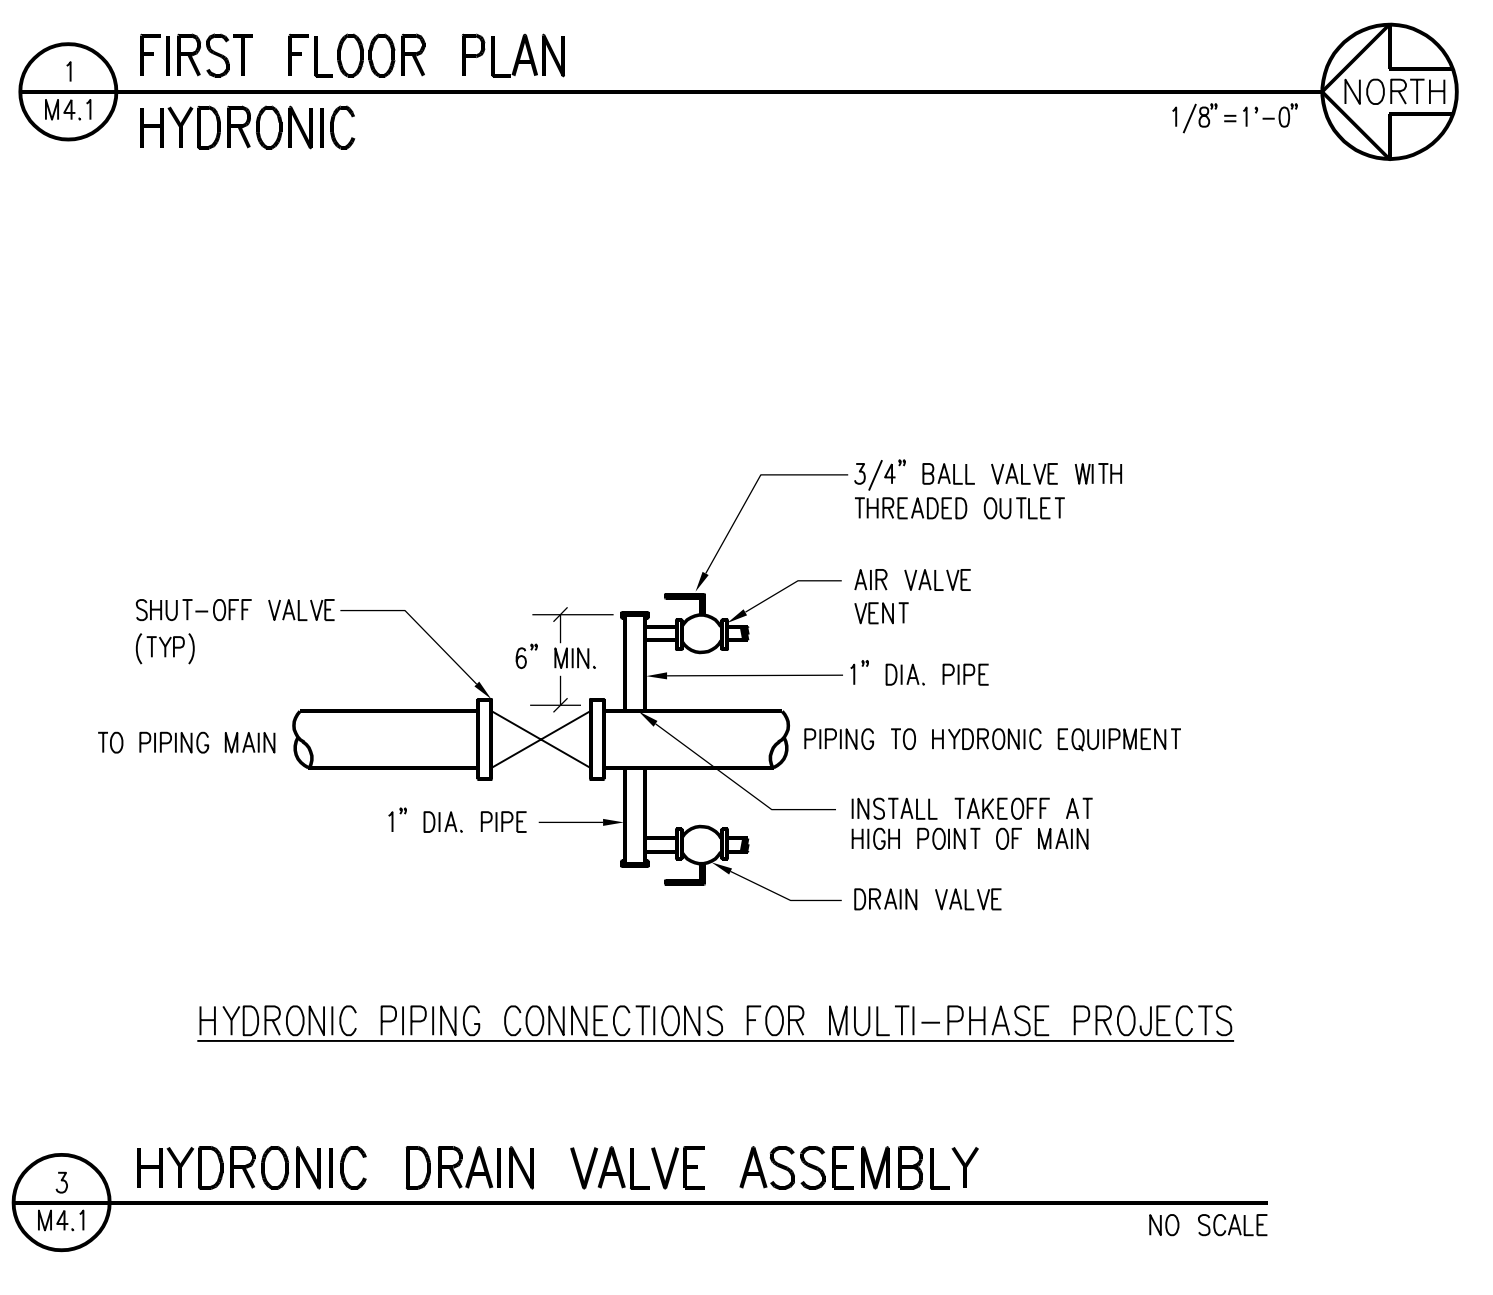 1
M4.1
FIRST FLOOR PLAN
HYDRONIC
1/8"=1'-0"
NORTH
3/4" BALL VALVE WITH
THREADED OUTLET
AIR VALVE
VENT
SHUT-OFF VALVE
(TYP)
6" MIN.
1" DIA. PIPE
TO PIPING MAIN
PIPING TO HYDRONIC EQUIPMENT
1" DIA. PIPE
INSTALL TAKEOFF AT
HIGH POINT OF MAIN
DRAIN VALVE
HYDRONIC PIPING CONNECTIONS FOR MULTI-PHASE PROJECTS
3
M4.1
HYDRONIC DRAIN VALVE ASSEMBLY
NO SCALE